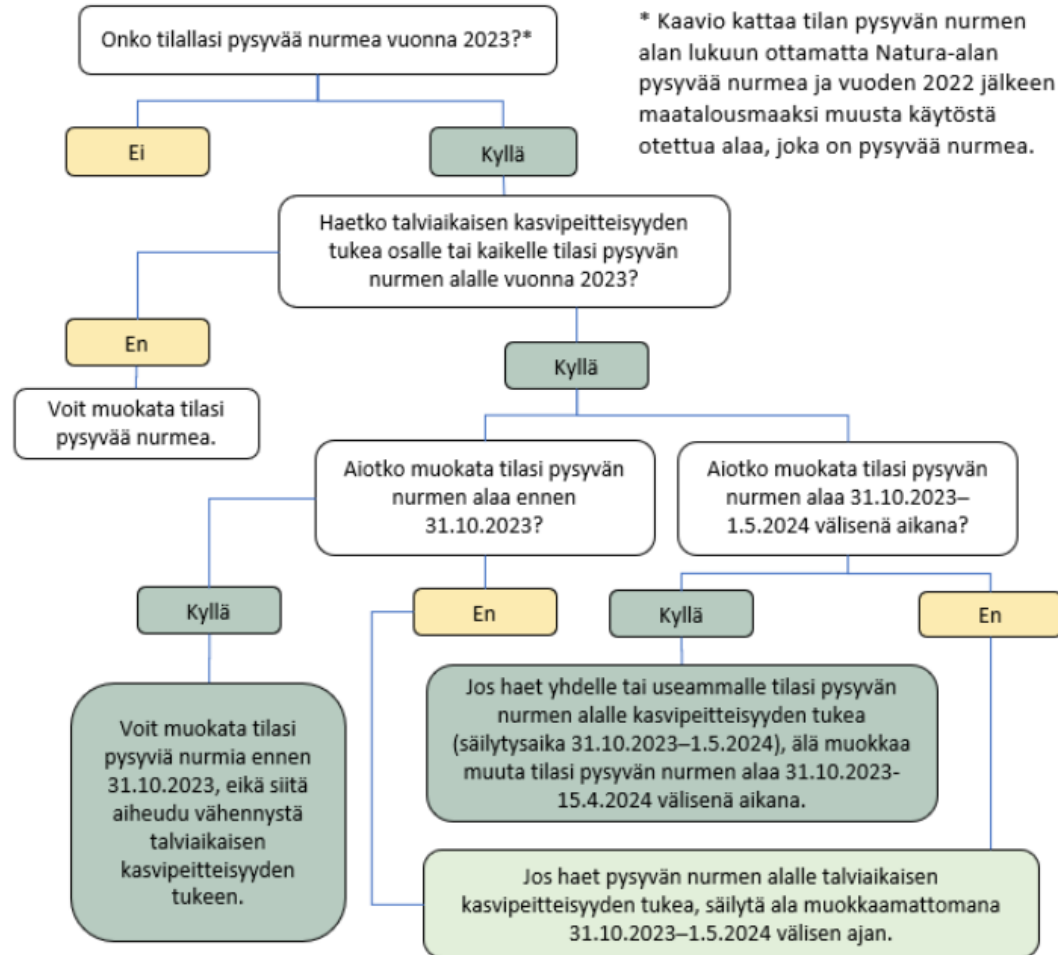 Onko tilallasi pysyvää nurmea vuonna 2023?*
* Kaavio kattaa tilan pysyvän nurmen
alan lukuun ottamatta Natura-alan
pysyvää nurmea ja vuoden 2022 jälkeen
maatalousmaaksi muusta käytöstä
otettua alaa, joka on pysyvää nurmea.
Ei
Kyllä
Haetko talviaikaisen kasvipeitteisyyden
tukea osalle tai kaikelle tilasi pysyvän
nurmen alalle vuonna 2023?
En
Kyllä
Voit muokata tilasi
pysyvää nurmea.
Aiotko muokata tilasi pysyvän
nurmen alaa ennen
31.10.2023?
Aiotko muokata tilasi pysyvän
nurmen alaa 31.10.2023–
1.5.2024 välisenä aikana?
Kyllä
En
Kyllä
En
Voit muokata tilasi
pysyviä nurmia ennen
31.10.2023, eikä siitä
aiheudu vähennystä
talviaikaisen
kasvipeitteisyyden
tukeen.
Jos haet yhdelle tai useammalle tilasi pysyvän
nurmen alalle kasvipeitteisyyden tukea
(säilytysaika 31.10.2023–1.5.2024), älä muokkaa
muuta tilasi pysyvän nurmen alaa 31.10.2023-
15.4.2024 välisenä aikana.
Jos haet pysyvän nurmen alalle talviaikaisen
kasvipeitteisyyden tukea, säilytä ala muokkaamattomana
31.10.2023–1.5.2024 välisen ajan.